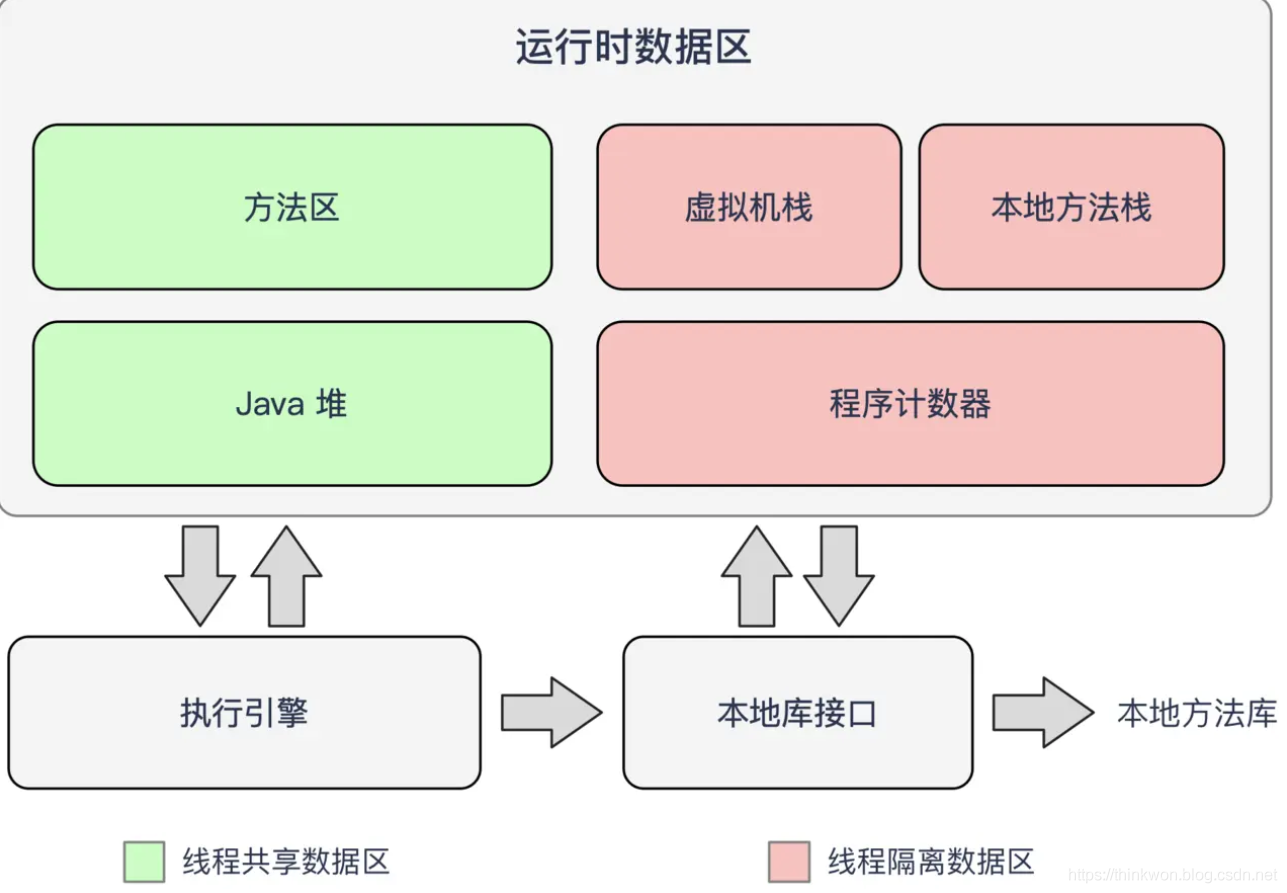 运行时数据区
方法区
虚拟机栈
本地方法栈
Java 堆
程序计数器
执行引擎
本地库接口
本地方法库
线程共享数据区
线程隔离数据区
https://thinkwon.blog.csdn.net